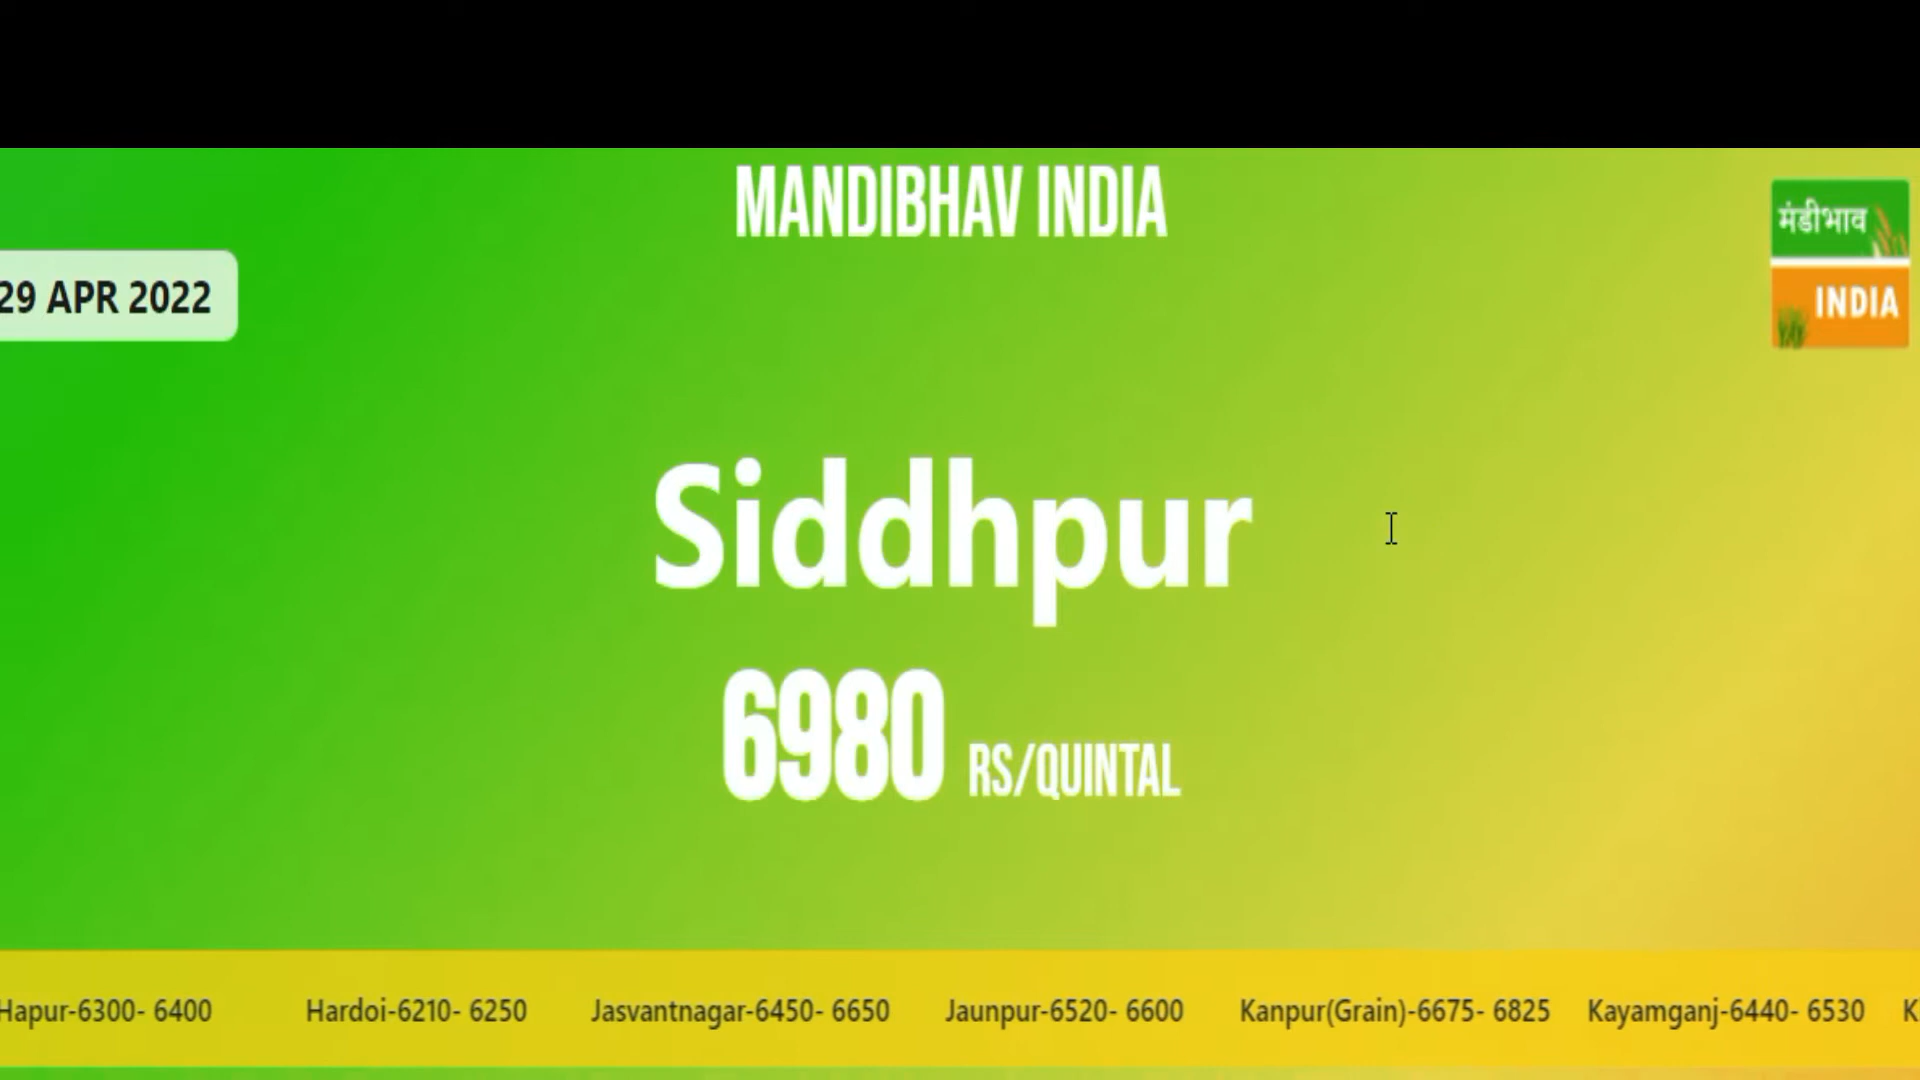 MANDIBHAV INDIA
मंडीभाव
INDIA
29 APR 2022
Siddhpur
6980 RS/QUINTAL
Hapur-6300- 6400 Hardoi-6210- 6250 Jasvantnagar-6450- 6650 Jaunpur-6520- 6600 Kanpur(Grain)-6675- 6825 Kayamganj-6440- 6530 K